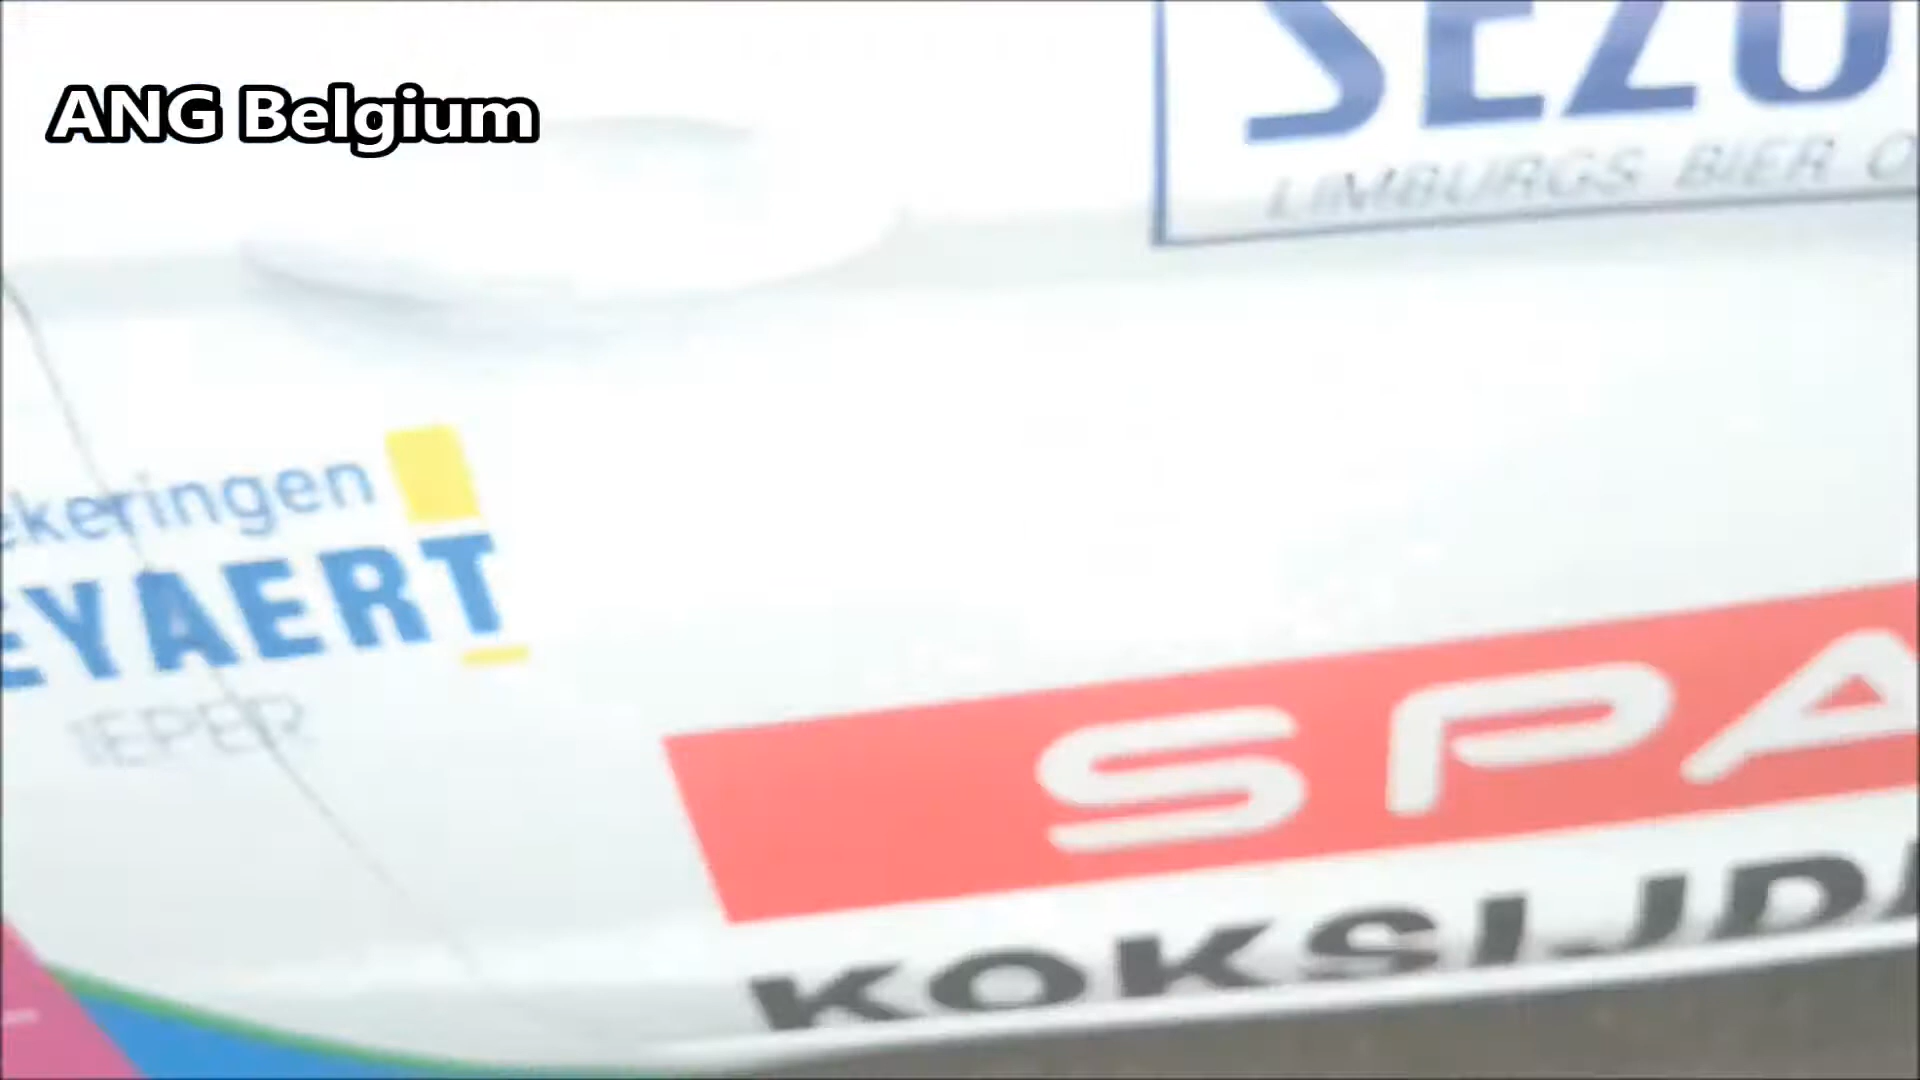 ANG Belgium
SEZO
LIMBURGS BIER O
ekeringen
EYAERT
IEPER
SPA
KOKSIJD